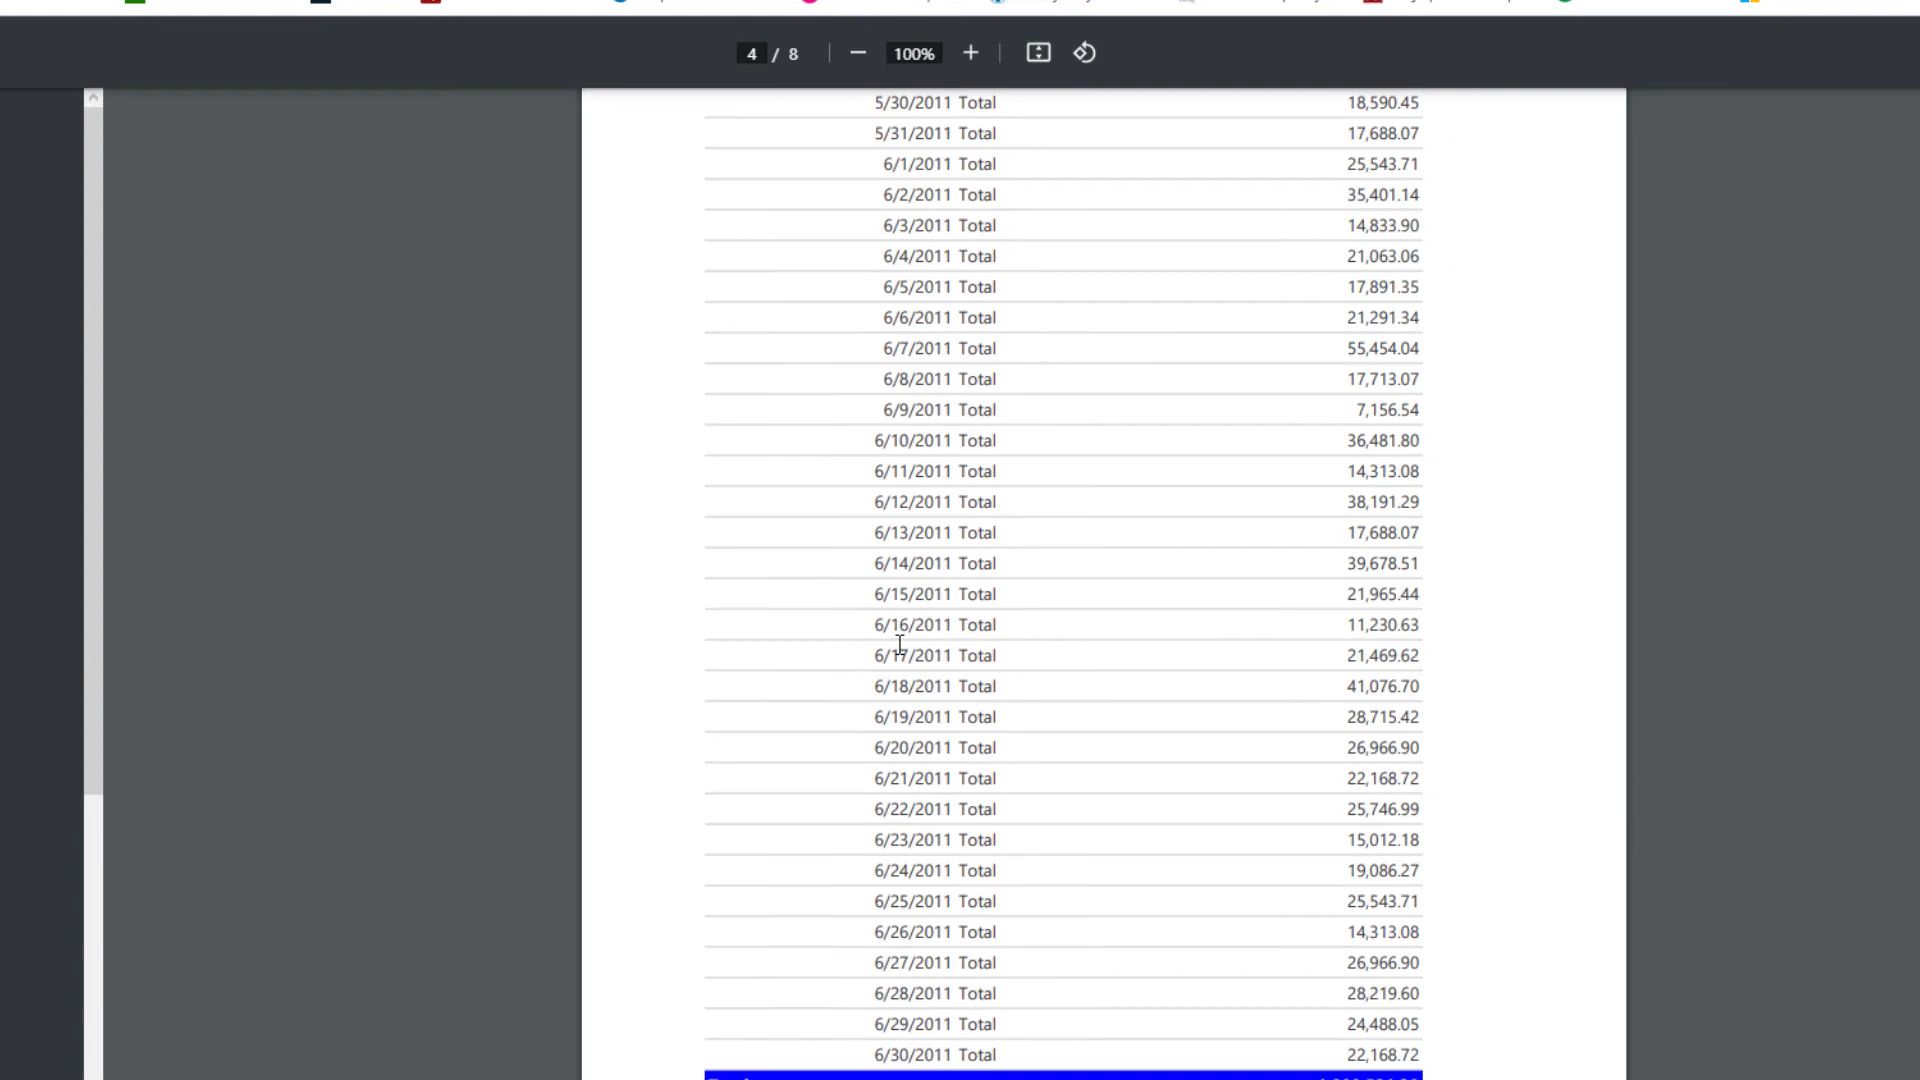 4 / 8 100%
5/30/2011 Total 18,590.45
5/31/2011 Total 17,688.07
6/1/2011 Total 25,543.71
6/2/2011 Total 35,401.14
6/3/2011 Total 14,833.90
6/4/2011 Total 21,063.06
6/5/2011 Total 17,891.35
6/6/2011 Total 21,291.34
6/7/2011 Total 55,454.04
6/8/2011 Total 17,713.07
6/9/2011 Total 7,156.54
6/10/2011 Total 36,481.80
6/11/2011 Total 14,313.08
6/12/2011 Total 38,191.29
6/13/2011 Total 17,688.07
6/14/2011 Total 39,678.51
6/15/2011 Total 21,965.44
6/16/2011 Total 11,230.63
6/17/2011 Total 21,469.62
6/18/2011 Total 41,076.70
6/19/2011 Total 28,715.42
6/20/2011 Total 26,966.90
6/21/2011 Total 22,168.72
6/22/2011 Total 25,746.99
6/23/2011 Total 15,012.18
6/24/2011 Total 19,086.27
6/25/2011 Total 25,543.71
6/26/2011 Total 14,313.08
6/27/2011 Total 26,966.90
6/28/2011 Total 28,219.60
6/29/2011 Total 24,488.05
6/30/2011 Total 22,168.72